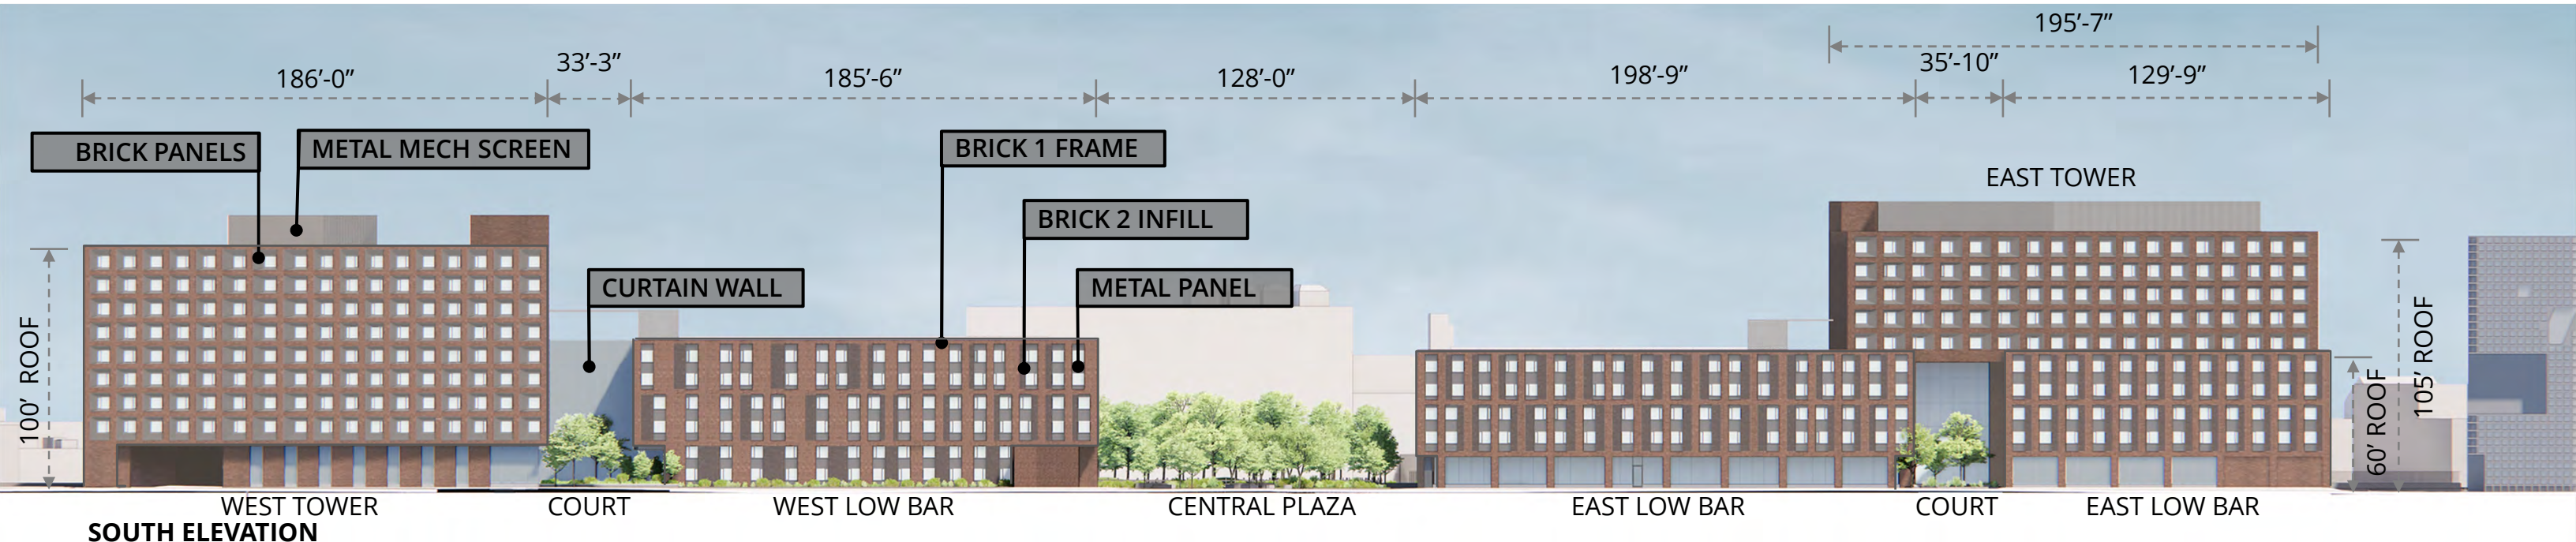 195’-7”
186’-0”
33’-3”
185’-6”
128’-0”
198’-9”
35’-10”
129’-9”
BRICK PANELS
METAL MECH SCREEN
BRICK 1 FRAME
EAST TOWER
BRICK 2 INFILL
CURTAIN WALL
METAL PANEL
100’ ROOF
60’ ROOF
105’ ROOF
WEST TOWER
COURT
WEST LOW BAR
CENTRAL PLAZA
EAST LOW BAR
COURT
EAST LOW BAR
SOUTH ELEVATION